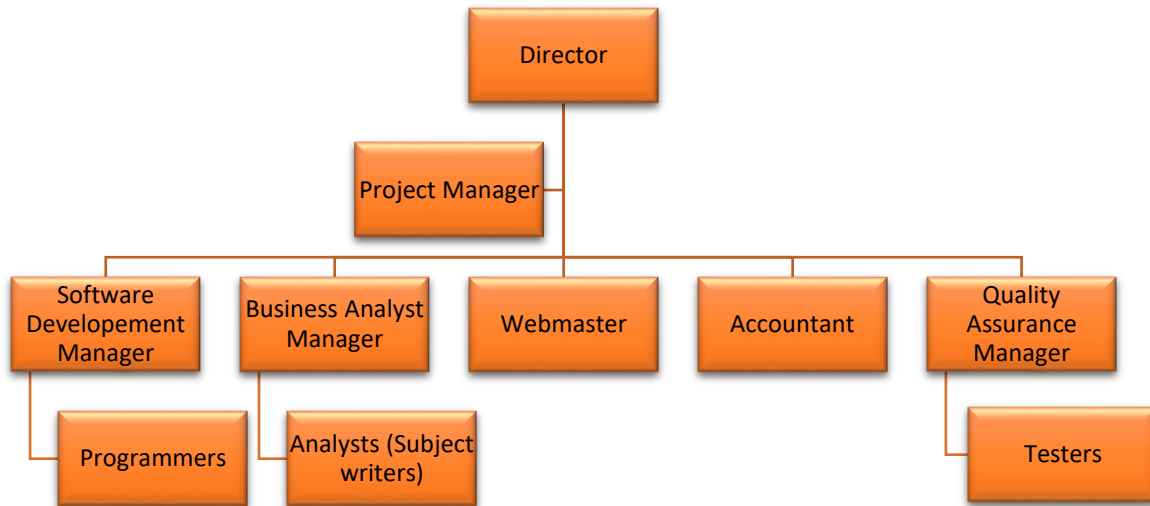 Director
Project Manager
Software
Developement
Manager
Business Analyst
Manager
Webmaster
Accountant
Quality
Assurance
Manager
Programmers
Analysts (Subject
writers)
Testers